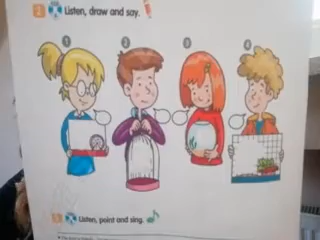 2 Listen, draw and say.
1 2 3 4
3 Listen, point and sing.